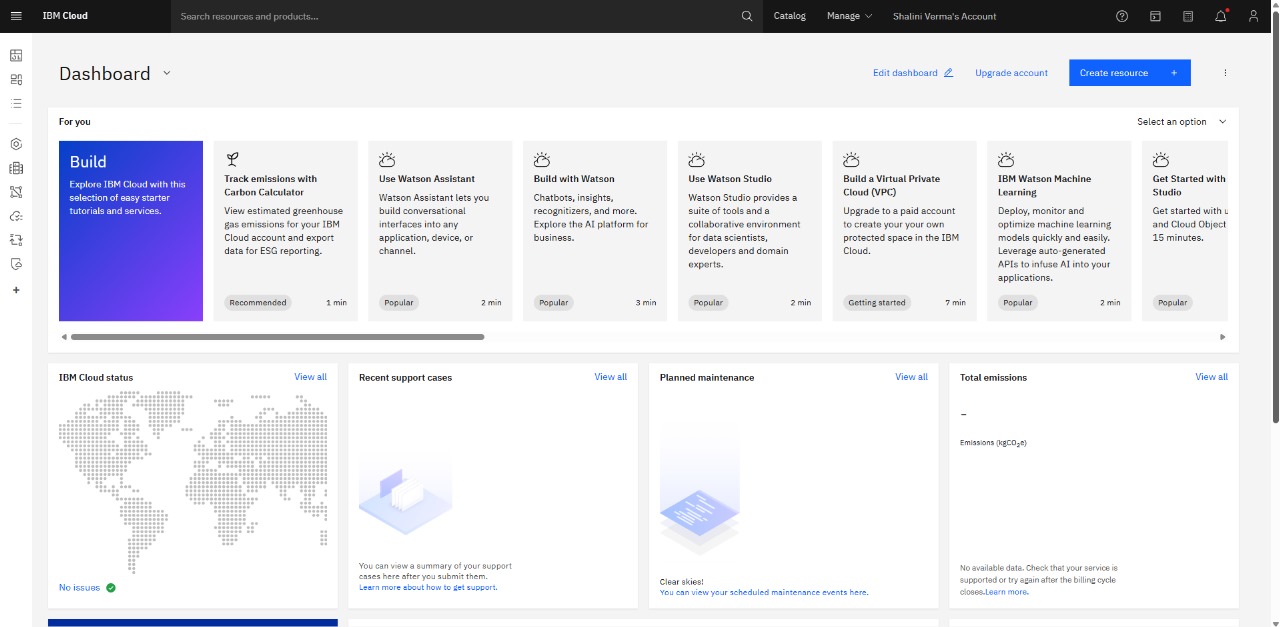 IBM Cloud
Search resources and products...
Catalog
Manage
Shalini Verma's Account
Dashboard
Edit dashboard
Upgrade account
Create resource +
For you
Select an option
Build
Explore IBM Cloud with this
selection of easy starter
tutorials and services.
Track emissions with
Carbon Calculator
View estimated greenhouse
gas emissions for your IBM
Cloud account and export
data for ESG reporting.
Recommended
1 min
Use Watson Assistant
Watson Assistant lets you
build conversational
interfaces into any
application, device, or
channel.
Popular
2 min
Build with Watson
Chatbots, insights,
recognizers, and more.
Explore the AI platform for
business.
Popular
3 min
Use Watson Studio
Watson Studio provides a
suite of tools and a
collaborative environment
for data scientists,
developers and domain
experts.
Popular
2 min
Build a Virtual Private
Cloud (VPC)
Upgrade to a paid account
to create your your own
protected space in the IBM
Cloud.
Getting started
7 min
IBM Watson Machine
Learning
Deploy, monitor and
optimize machine learning
models quickly and easily.
Leverage auto-generated
APIs to infuse AI into your
applications.
Popular
2 min
Get Started with
Studio
Get started with
and Cloud Object
15 minutes.
Popular
IBM Cloud status
View all
No issues
Recent support cases
View all
You can view a summary of your support
cases here after you submit them.
Learn more about how to get support.
Planned maintenance
View all
Clear skies!
You can view your scheduled maintenance events here.
Total emissions
View all
–
Emissions (kgCO2e)
No available data. Check that your service is
supported or try again after the billing cycle
closes.Learn more.